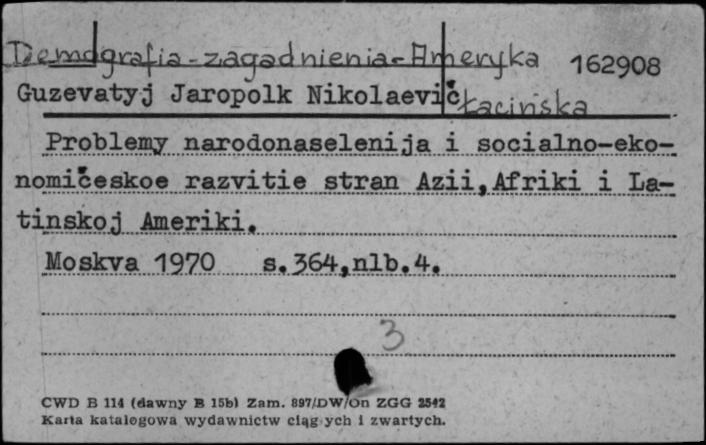 Demografia-zagadnienia-Ameryka 162908
Guzevatyj Jaropolk Nikolaevič Łacińska
Problemy narodonaselenija i socialno-eko-
nomičeskoe razvitie stran Azii,Afriki i La-
tinskoj Ameriki.
Moskva 1970 s.364,nlb.4.
3
CWD B 114 (dawny B 15b) Zam. 897/DW/on ZGG 2542
Karta katalogowa wydawnictw ciągłych i zwartych.